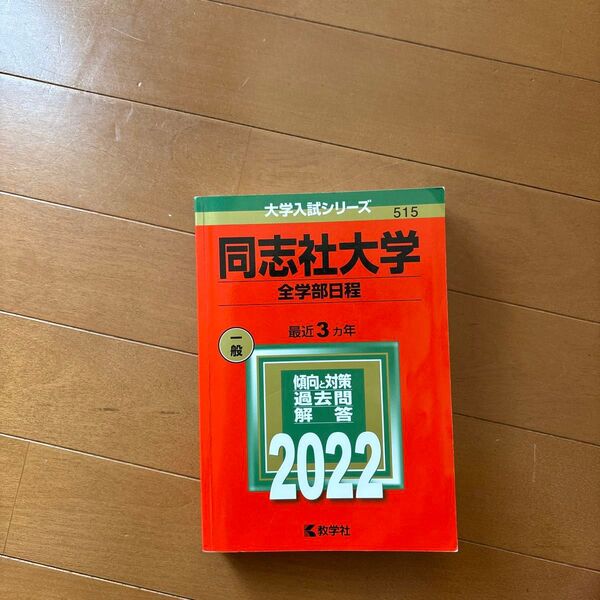 大学入試シリーズ
515
同志社大学
全学部日程
最近3カ年
一般
傾向と対策
過去問
解答
2022
教学社